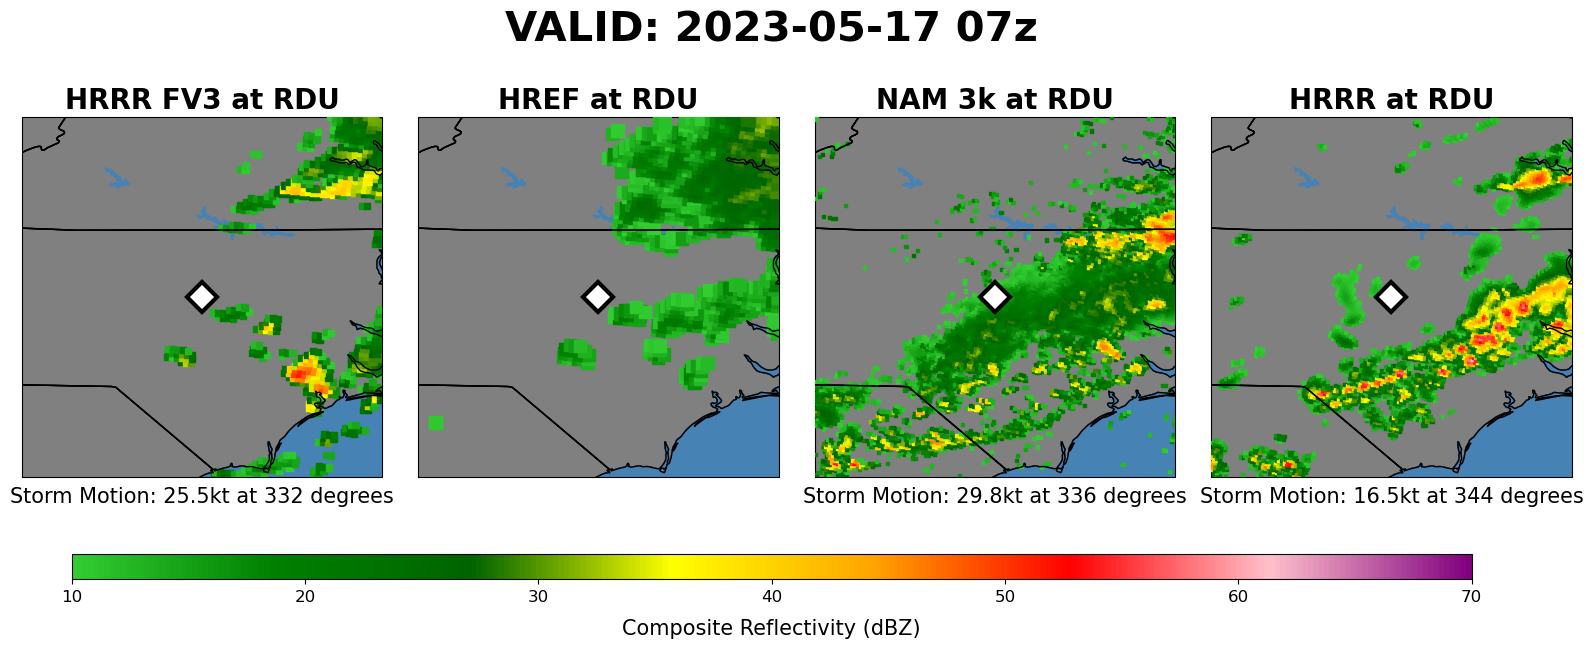 VALID: 2023-05-17 07z
HRRR FV3 at RDU
HREF at RDU
NAM 3k at RDU
HRRR at RDU
Storm Motion: 25.5kt at 332 degrees
Storm Motion: 29.8kt at 336 degrees
Storm Motion: 16.5kt at 344 degrees
10 20 30 40 50 60 70
Composite Reflectivity (dBZ)